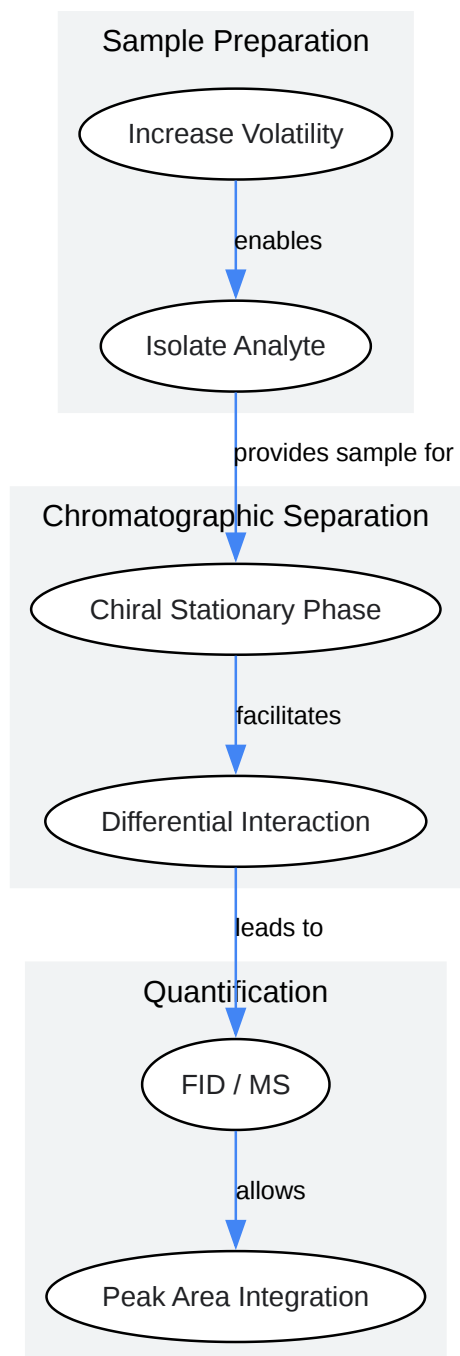 Sample Preparation
Increase Volatility
enables
Isolate Analyte
provides sample for
Chromatographic Separation
Chiral Stationary Phase
facilitates
Differential Interaction
leads to
Quantification
FID / MS
allows
Peak Area Integration